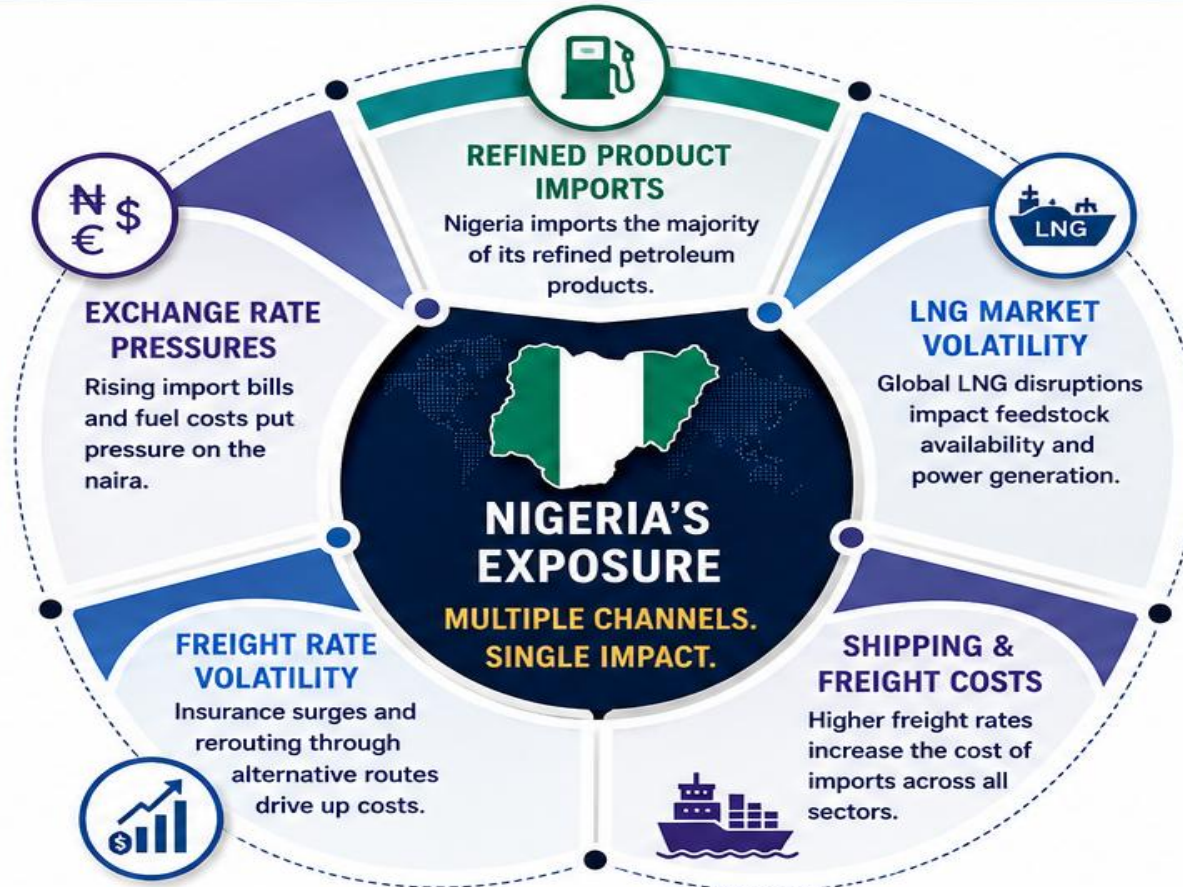 REFINED PRODUCT
IMPORTS
Nigeria imports the majority
of its refined petroleum
products.
₦ $
€
EXCHANGE RATE
PRESSURES
Rising import bills
and fuel costs put
pressure on the
naira.
LNG
LNG MARKET
VOLATILITY
Global LNG disruptions
impact feedstock
availability and
power generation.
NIGERIA'S
EXPOSURE
MULTIPLE CHANNELS.
SINGLE IMPACT.
FREIGHT RATE
VOLATILITY
Insurance surges and
rerouting through
alternative routes
drive up costs.
$
SHIPPING &
FREIGHT COSTS
Higher freight rates
increase the cost of
imports across all
sectors.